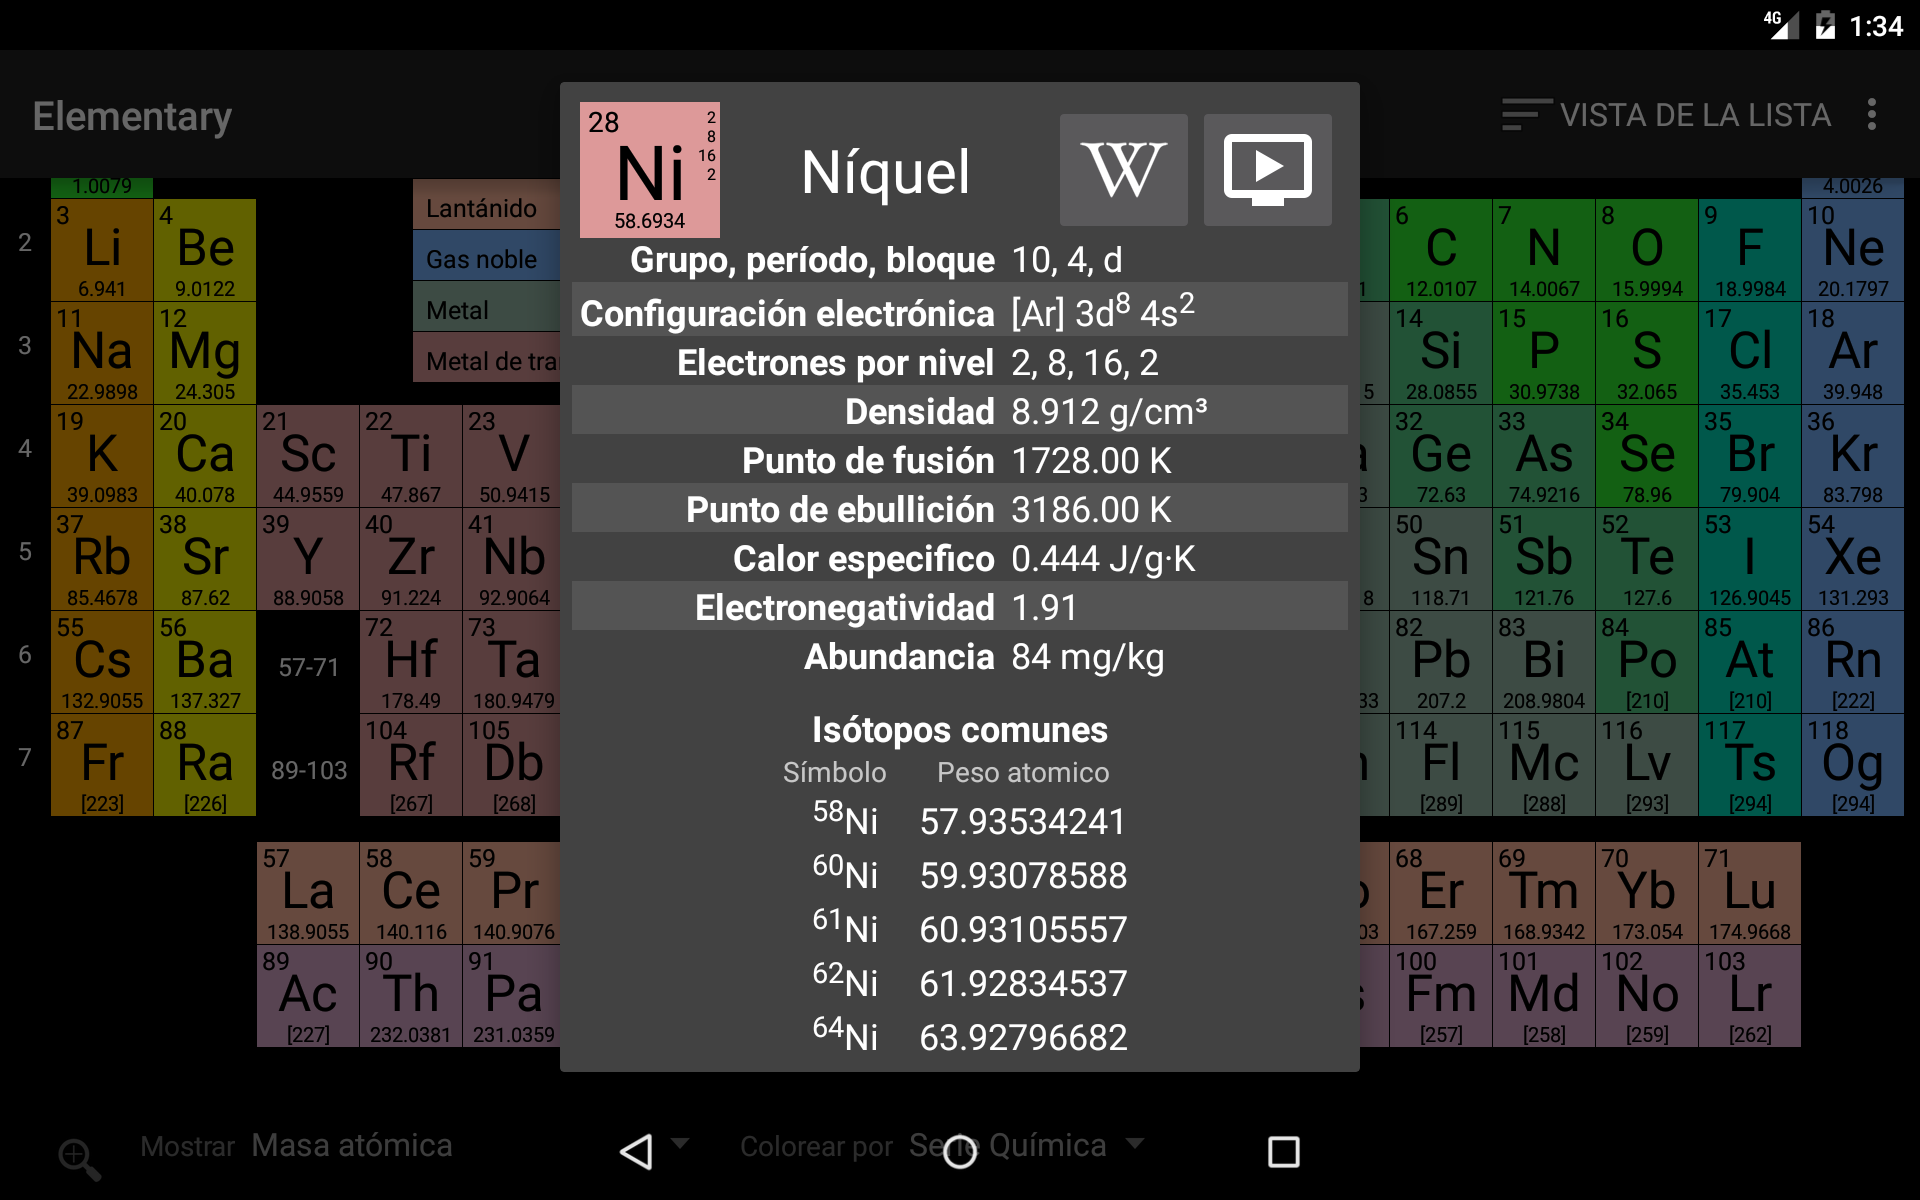 4G 1:34
Elementary
VISTA DE LA LISTA
28
2
8
16
2
Ni
58.6934
Níquel
W
Grupo, período, bloque 10, 4, d
Configuración electrónica [Ar] 3d⁸ 4s²
Electrones por nivel 2, 8, 16, 2
Densidad 8.912 g/cm³
Punto de fusión 1728.00 K
Punto de ebullición 3186.00 K
Calor especifico 0.444 J/g·K
Electronegatividad 1.91
Abundancia 84 mg/kg
Isótopos comunes
Símbolo Peso atomico
⁵⁸Ni 57.93534241
⁶⁰Ni 59.93078588
⁶¹Ni 60.93105557
⁶²Ni 61.92834537
⁶⁴Ni 63.92796682
1.0079
4.0026
Lantánido
Gas noble
Metal
Metal de
2
3 4 6 7 8 9 10
Li Be C N O F Ne
6.941 9.0122 12.0107 14.0067 15.9994 18.9984 20.1797
3
11 12 14 15 16 17 18
Na Mg Si P S Cl Ar
22.9898 24.305 28.0855 30.9738 32.065 35.453 39.948
4
19 20 21 22 23 32 33 34 35 36
K Ca Sc Ti V Ge As Se Br Kr
39.0983 40.078 44.9559 47.867 50.9415 72.63 74.9216 78.96 79.904 83.798
5
37 38 39 40 41 50 51 52 53 54
Rb Sr Y Zr Nb Sn Sb Te I Xe
85.4678 87.62 88.9058 91.224 92.9064 118.71 121.76 127.6 126.9045 131.293
6
55 56 57-71 72 73 82 83 84 85 86
Cs Ba Hf Ta Pb Bi Po At Rn
132.9055 137.327 178.49 180.9479 207.2 208.9804 [210] [210] [222]
7
87 88 89-103 104 105 114 115 116 117 118
Fr Ra Rf Db Fl Mc Lv Ts Og
[223] [226] [267] [268] [289] [288] [293] [294] [294]
57 58 59 68 69 70 71
La Ce Pr Er Tm Yb Lu
138.9055 140.116 140.9076 167.259 168.9342 173.054 174.9668
89 90 91 100 101 102 103
Ac Th Pa Fm Md No Lr
[227] 232.0381 231.0359 [257] [258] [259] [262]
Mostrar Masa atómica
Colorear por Serie Química